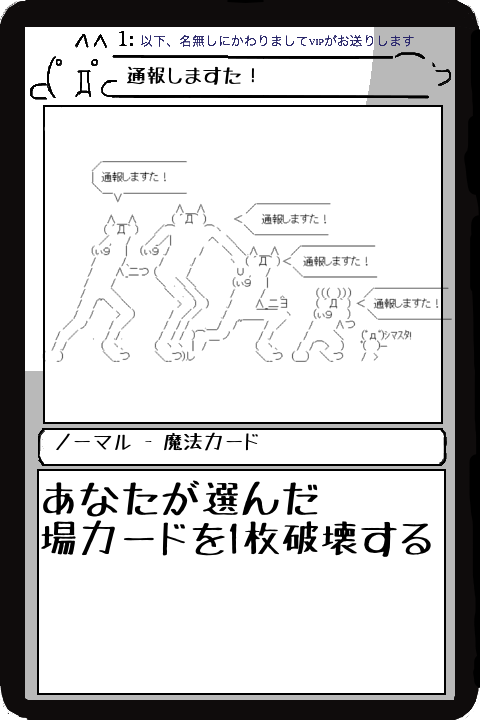 1: 以下、名無しにかわりましてVIPがお送りします
通報しますた！
通報しますた！
通報しますた！
通報しますた！
通報しますた！
シマスタ!
ノーマル - 魔法カード
あなたが選んだ
場カードを1枚破壊する